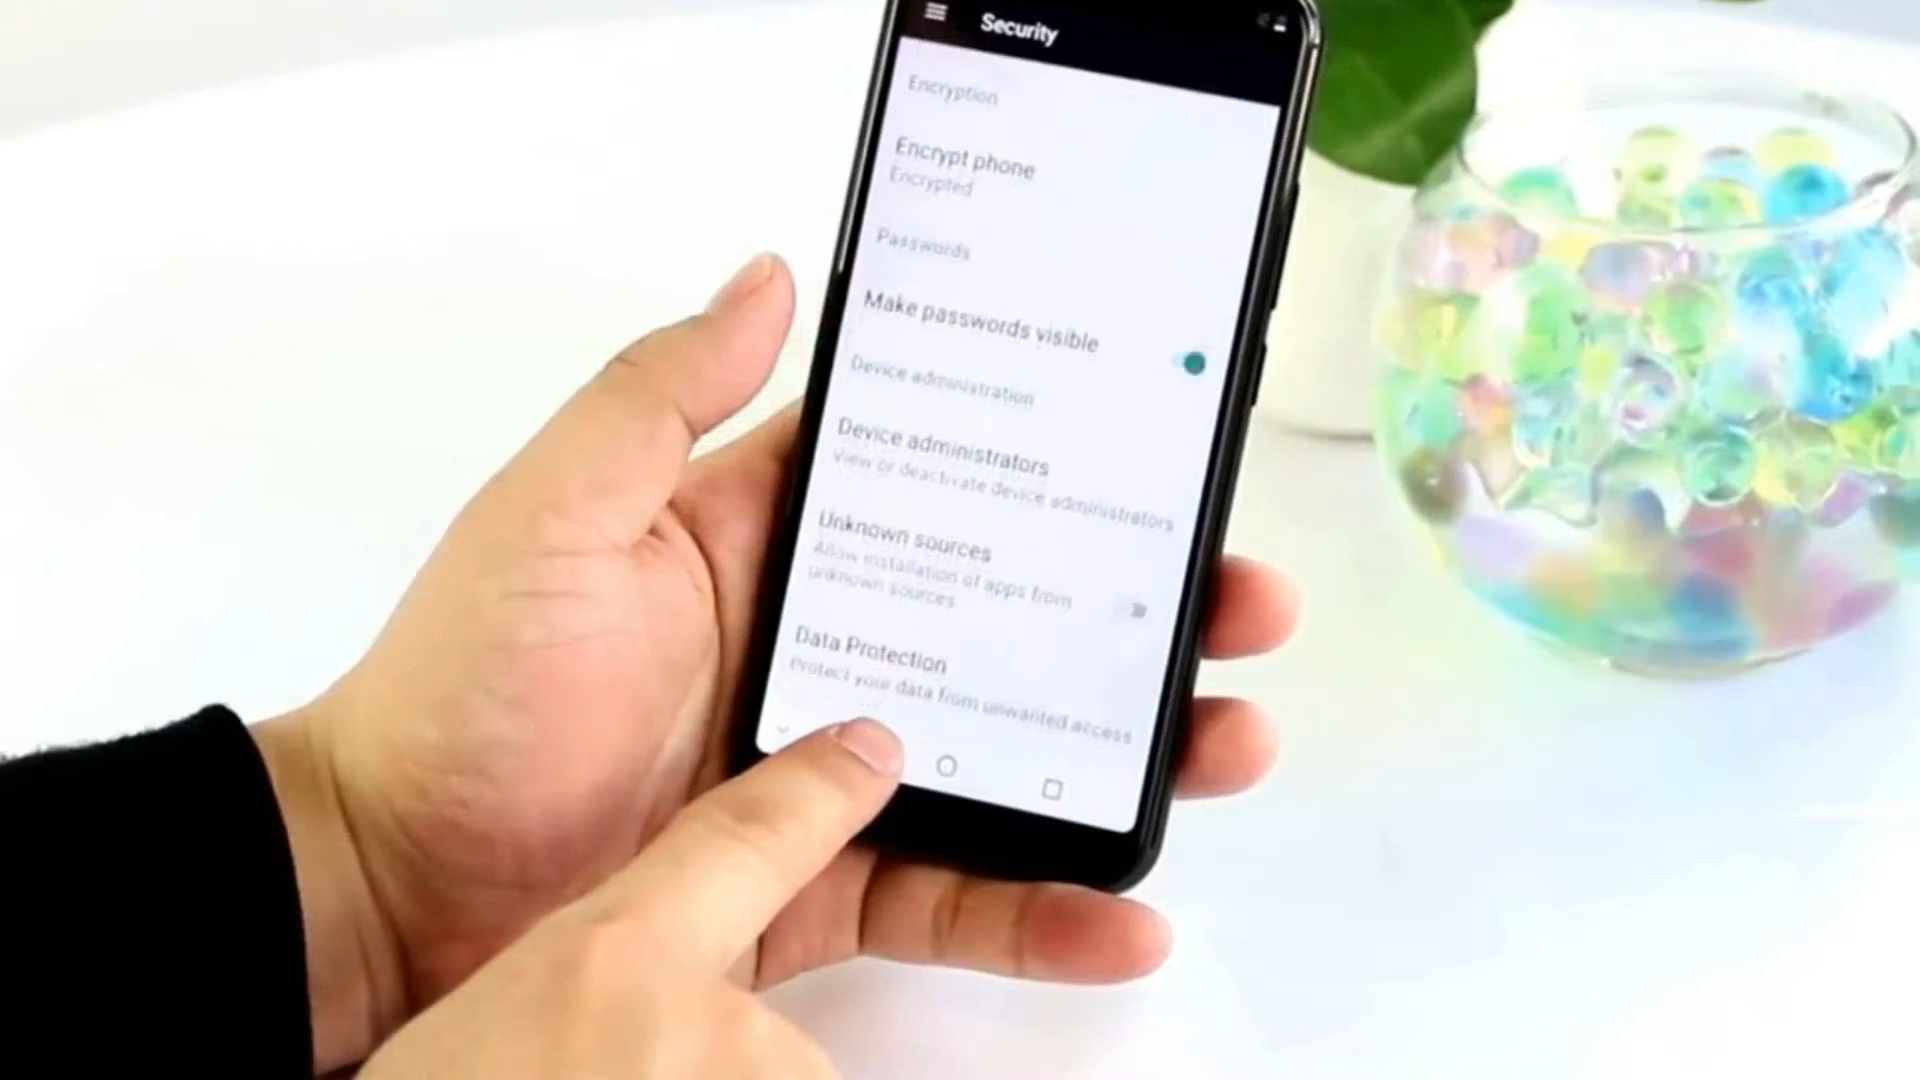 Security
Encryption
Encrypt phone
Encrypted
Passwords
Make passwords visible
Device administration
Device administrators
View or deactivate device administrators
Unknown sources
Allow installation of apps from
unknown sources
Data Protection
Protect your data from unwanted access